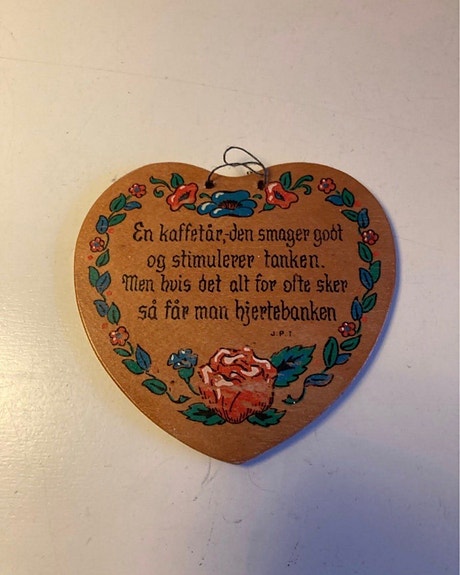 En kaffetår,-den smager godt
og stimulerer tanken.
Men hvis det alt for ofte sker
så får man hjertebanken
J.P.T.